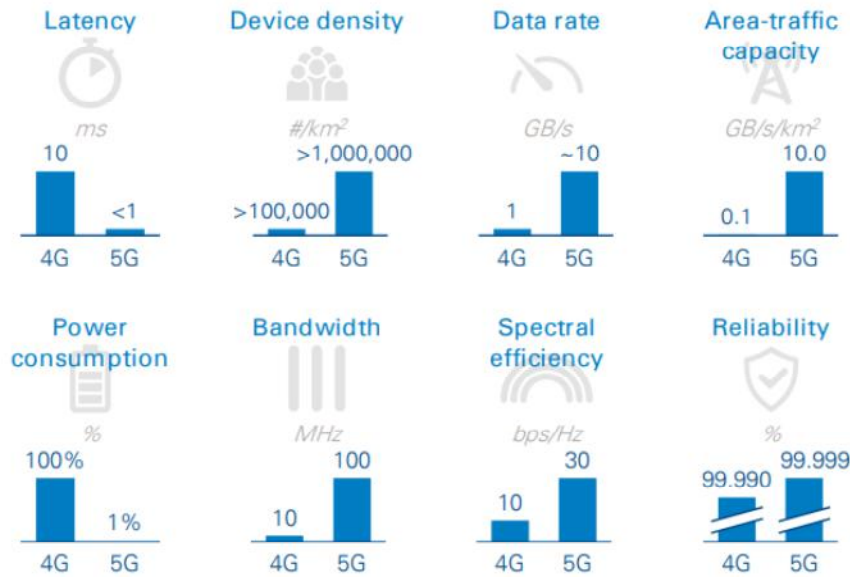 Latency
ms
10
<1
4G 5G
Device density
#/km²
>1,000,000
>100,000
4G 5G
Data rate
GB/s
~10
1
4G 5G
Area-traffic
capacity
GB/s/km²
10.0
0.1
4G 5G
Power
consumption
%
100%
1%
4G 5G
Bandwidth
MHz
100
10
4G 5G
Spectral
efficiency
bps/Hz
30
10
4G 5G
Reliability
%
99.990 99.999
4G 5G